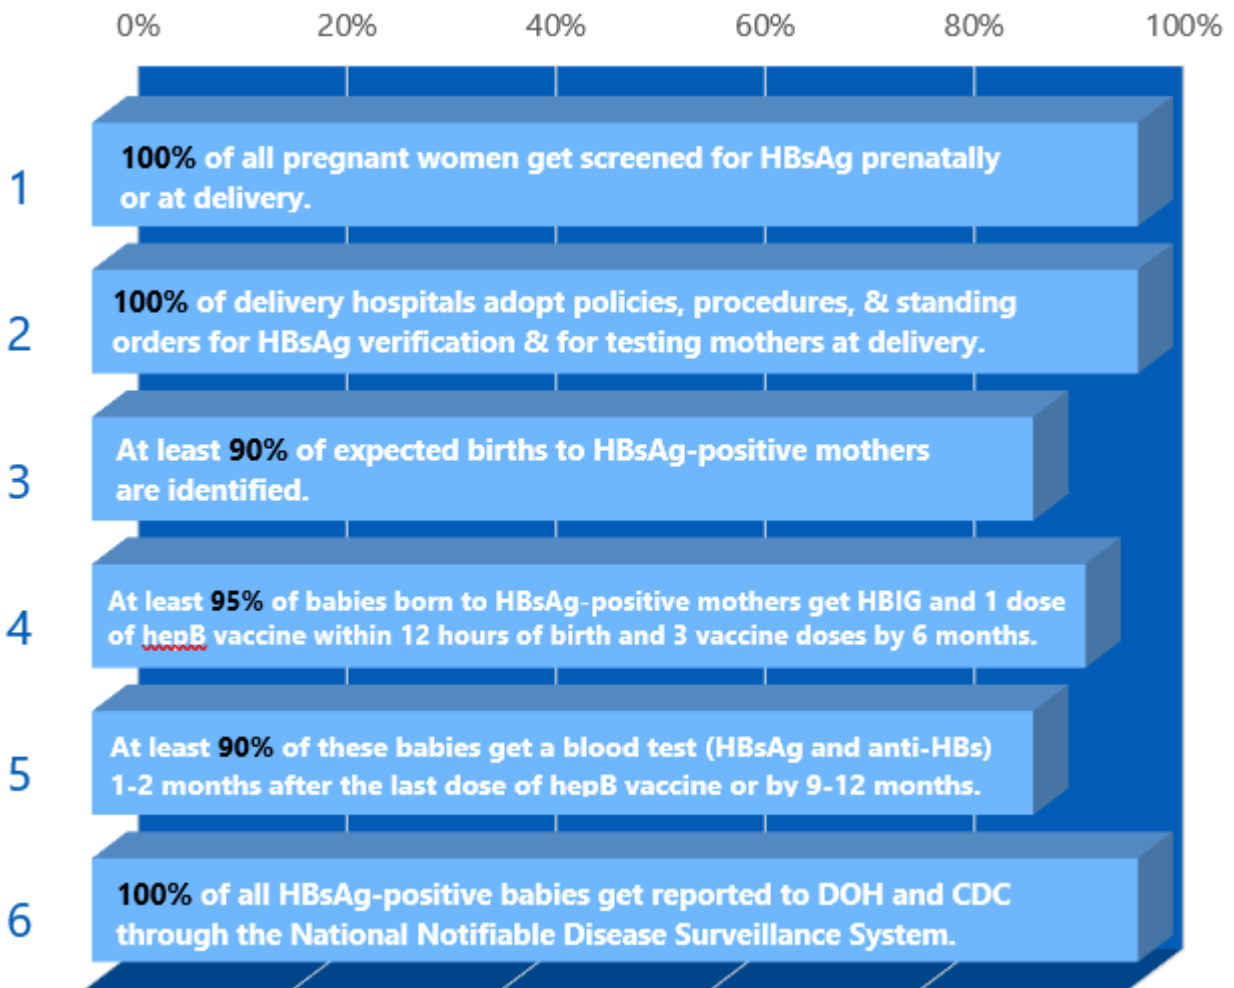 0% 20% 40% 60% 80% 100%
1
100% of all pregnant women get screened for HBsAg prenatally
or at delivery.
2
100% of delivery hospitals adopt policies, procedures, & standing
orders for HBsAg verification & for testing mothers at delivery.
3
At least 90% of expected births to HBsAg-positive mothers
are identified.
4
At least 95% of babies born to HBsAg-positive mothers get HBIG and 1 dose
of hepB vaccine within 12 hours of birth and 3 vaccine doses by 6 months.
5
At least 90% of these babies get a blood test (HBsAg and anti-HBs)
1-2 months after the last dose of hepB vaccine or by 9-12 months.
6
100% of all HBsAg-positive babies get reported to DOH and CDC
through the National Notifiable Disease Surveillance System.